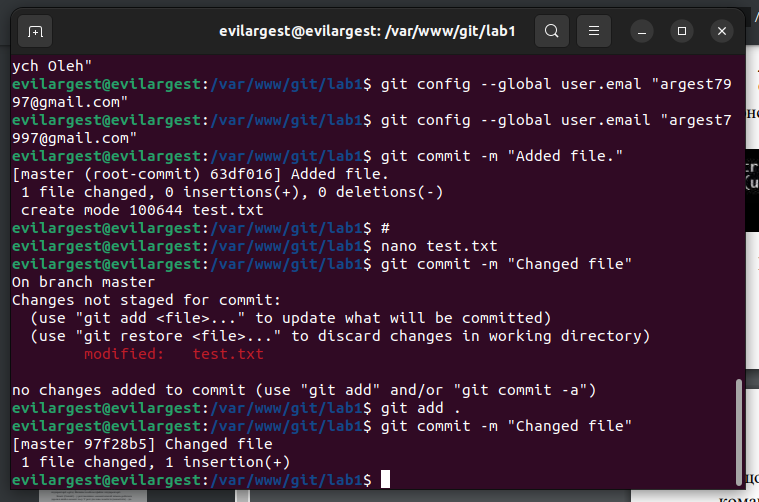 evilargest@evilargest: /var/www/git/lab1
ych Oleh"
evilargest@evilargest:/var/www/git/lab1$ git config --global user.emal "argest79
97@gmail.com"
evilargest@evilargest:/var/www/git/lab1$ git config --global user.email "argest7
997@gmail.com"
evilargest@evilargest:/var/www/git/lab1$ git commit -m "Added file."
[master (root-commit) 63df016] Added file.
 1 file changed, 0 insertions(+), 0 deletions(-)
 create mode 100644 test.txt
evilargest@evilargest:/var/www/git/lab1$ #
evilargest@evilargest:/var/www/git/lab1$ nano test.txt
evilargest@evilargest:/var/www/git/lab1$ git commit -m "Changed file"
On branch master
Changes not staged for commit:
  (use "git add <file>..." to update what will be committed)
  (use "git restore <file>..." to discard changes in working directory)
        modified:   test.txt
no changes added to commit (use "git add" and/or "git commit -a")
evilargest@evilargest:/var/www/git/lab1$ git add .
evilargest@evilargest:/var/www/git/lab1$ git commit -m "Changed file"
[master 97f28b5] Changed file
 1 file changed, 1 insertion(+)
evilargest@evilargest:/var/www/git/lab1$